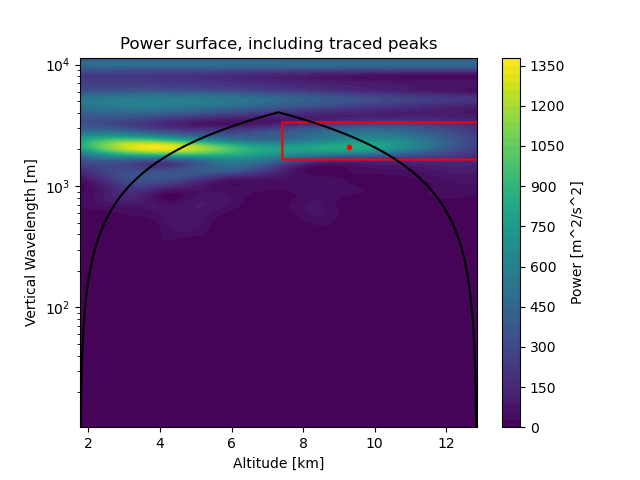 Power surface, including traced peaks
Vertical Wavelength [m]
10^4
10^3
10^2
2 4 6 8 10 12
Altitude [km]
1350
1200
1050
900
750
600
450
300
150
0
Power [m^2/s^2]